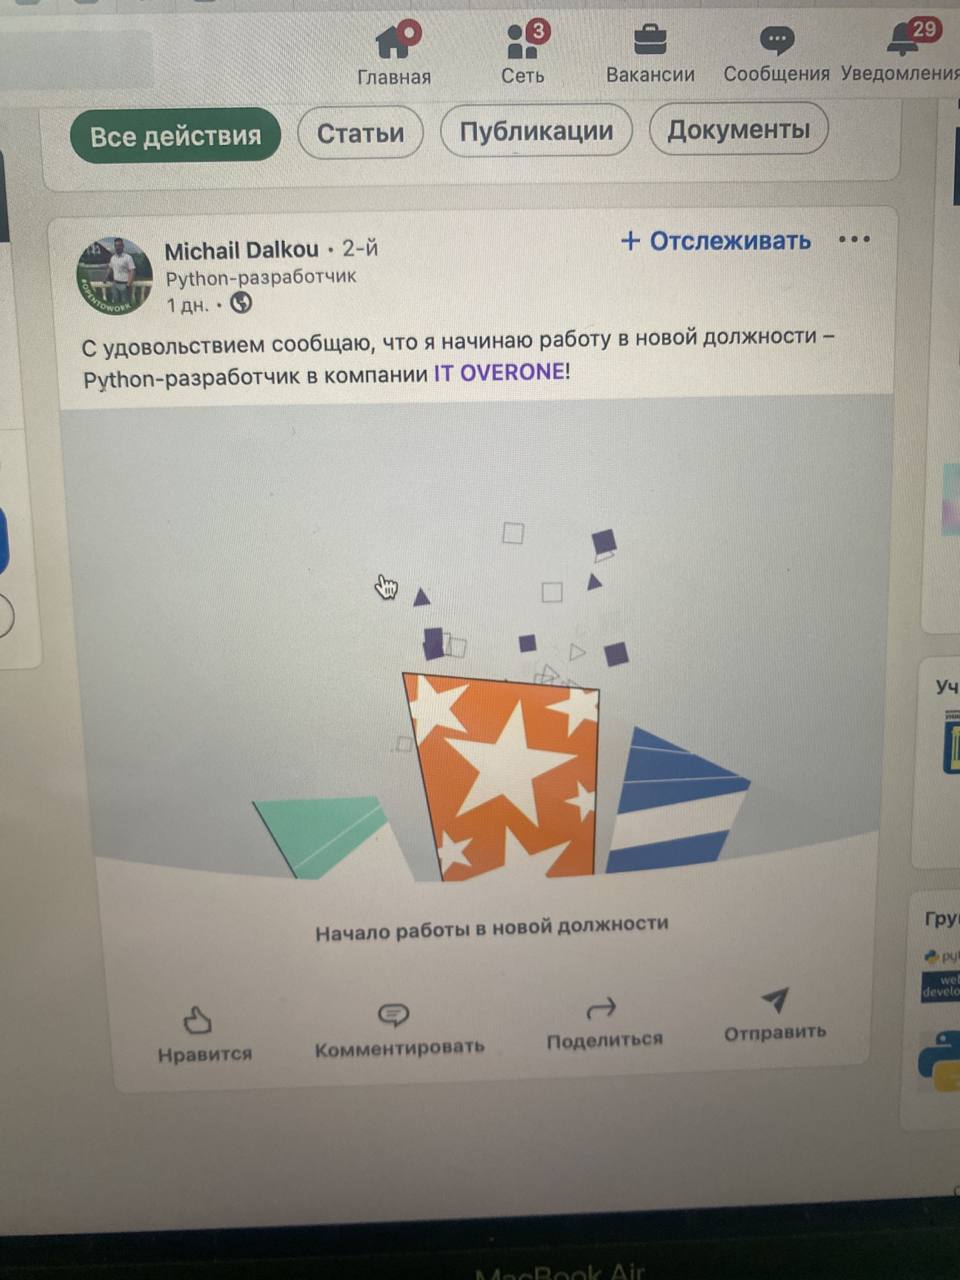 3
29
Главная
Сеть
Вакансии
Сообщения
Уведомления
Все действия
Статьи
Публикации
Документы
Michail Dalkou • 2-й
+ Отслеживать
Python-разработчик
1 дн. •
#OPENTOWORK
С удовольствием сообщаю, что я начинаю работу в новой должности –
Python-разработчик в компании IT OVERONE!
Уч
Начало работы в новой должности
Гру
Нравится
Комментировать
Поделиться
Отправить
MacBook Air